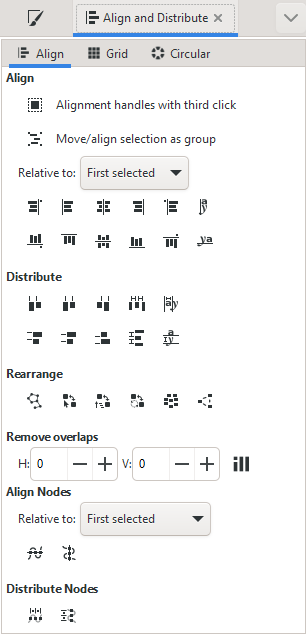 Align and Distribute
Align Grid Circular
Align
Alignment handles with third click
Move/align selection as group
Relative to: First selected
Distribute
Rearrange
Remove overlaps
H: 0 V: 0
Align Nodes
Relative to: First selected
Distribute Nodes